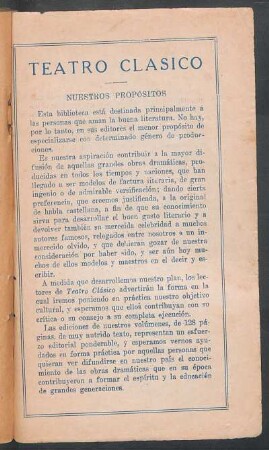 TEATRO CLASICO
NUESTROS PROPÓSITOS
Esta biblioteca está destinada principalmente a
las personas que aman la buena literatura. No hay,
por lo tanto, en sus editores el menor propósito de
especializarse con determinado género de produc-
ciones.
Es nuestra aspiración contribuir a la mayor difu-
sión de aquellas grandes obras dramáticas, pro-
ducidas en todos los tiempos y naciones, que han
llegado a ser modelos de factura literaria, de gran
ingenio o de admirable versificación; dando cierta
preferencia, que creemos justificada, a la original
de habla castellana, a fin de que su conocimiento
sirva para desarrollar el buen gusto literario y a
devolver también su merecida celebridad a muchos
autores famosos, relegados entre nosotros a un in-
merecido olvido, y que debieran gozar de nuestra
consideración por haber sido, y ser aún hoy mu-
chos de ellos modelos y maestros en el decir y es-
cribir.
A medida que desarrollemos nuestro plan, los lec-
tores de Teatro Clásico advertirán la forma en la
cual iremos poniendo en práctica nuestro objetivo
cultural, y esperamos que ellos contribuyan con su
crítica o su consejo a su completa ejecución.
Las ediciones de nuestros volúmenes, de 128 pá-
ginas, de muy nutrido texto, representan un esfuer-
zo editorial ponderable, y esperamos vernos ayu-
dados en forma práctica por aquellas personas que
quieran ver difundirse en nuestro país el conoci-
miento de las obras dramáticas que en su época
contribuyeron a formar el espíritu y la educación
de grandes generaciones.